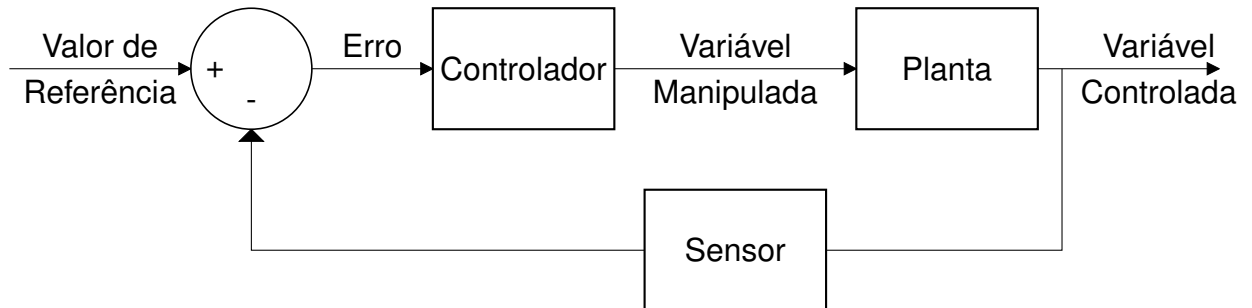 Valor de
Referência
+
-
Erro
Controlador
Variável
Manipulada
Planta
Variável
Controlada
Sensor